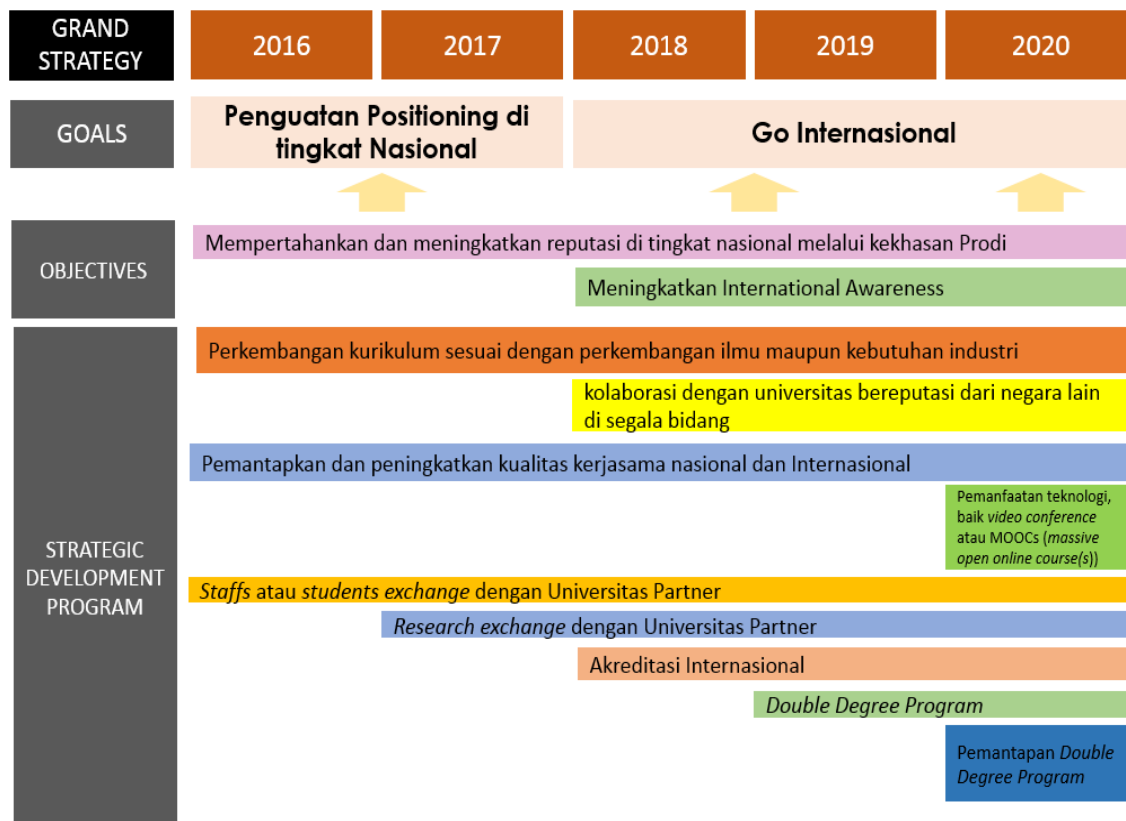 GRAND
STRATEGY
2016
2017
2018
2019
2020
GOALS
Penguatan Positioning di
tingkat Nasional
Go Internasional
OBJECTIVES
Mempertahankan dan meningkatkan reputasi di tingkat nasional melalui kekhasan Prodi
Meningkatkan International Awareness
STRATEGIC
DEVELOPMENT
PROGRAM
Perkembangan kurikulum sesuai dengan perkembangan ilmu maupun kebutuhan industri
kolaborasi dengan universitas bereputasi dari negara lain
di segala bidang
Pemantapkan dan peningkatkan kualitas kerjasama nasional dan Internasional
Pemanfaatan teknologi,
baik video conference
atau MOOCs (massive
open online course(s))
Staffs atau students exchange dengan Universitas Partner
Research exchange dengan Universitas Partner
Akreditasi Internasional
Double Degree Program
Pemantapan Double
Degree Program